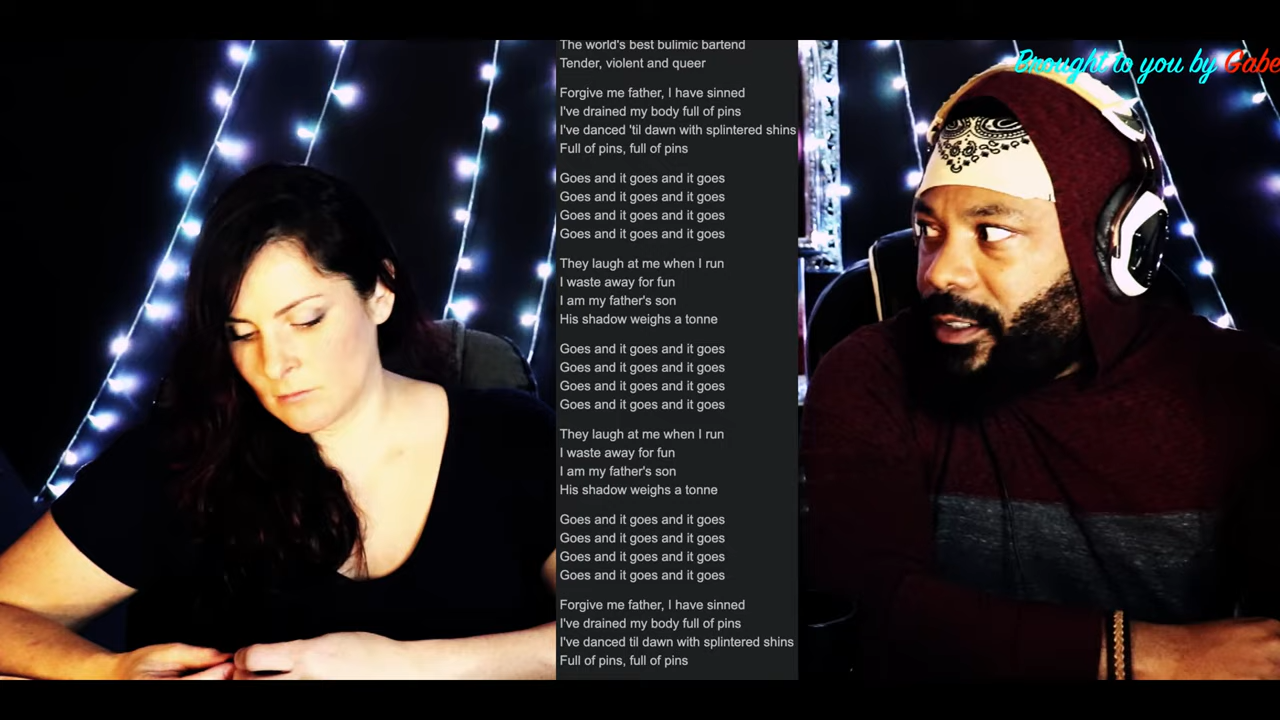 The world's best bulimic bartend
Tender, violent and queer
Forgive me father, I have sinned
I've drained my body full of pins
I've danced 'til dawn with splintered shins
Full of pins, full of pins
Goes and it goes and it goes
Goes and it goes and it goes
Goes and it goes and it goes
Goes and it goes and it goes
They laugh at me when I run
I waste away for fun
I am my father's son
His shadow weighs a tonne
Goes and it goes and it goes
Goes and it goes and it goes
Goes and it goes and it goes
Goes and it goes and it goes
They laugh at me when I run
I waste away for fun
I am my father's son
His shadow weighs a tonne
Goes and it goes and it goes
Goes and it goes and it goes
Goes and it goes and it goes
Goes and it goes and it goes
Forgive me father, I have sinned
I've drained my body full of pins
I've danced til dawn with splintered shins
Full of pins, full of pins
Brought to you by Gabe